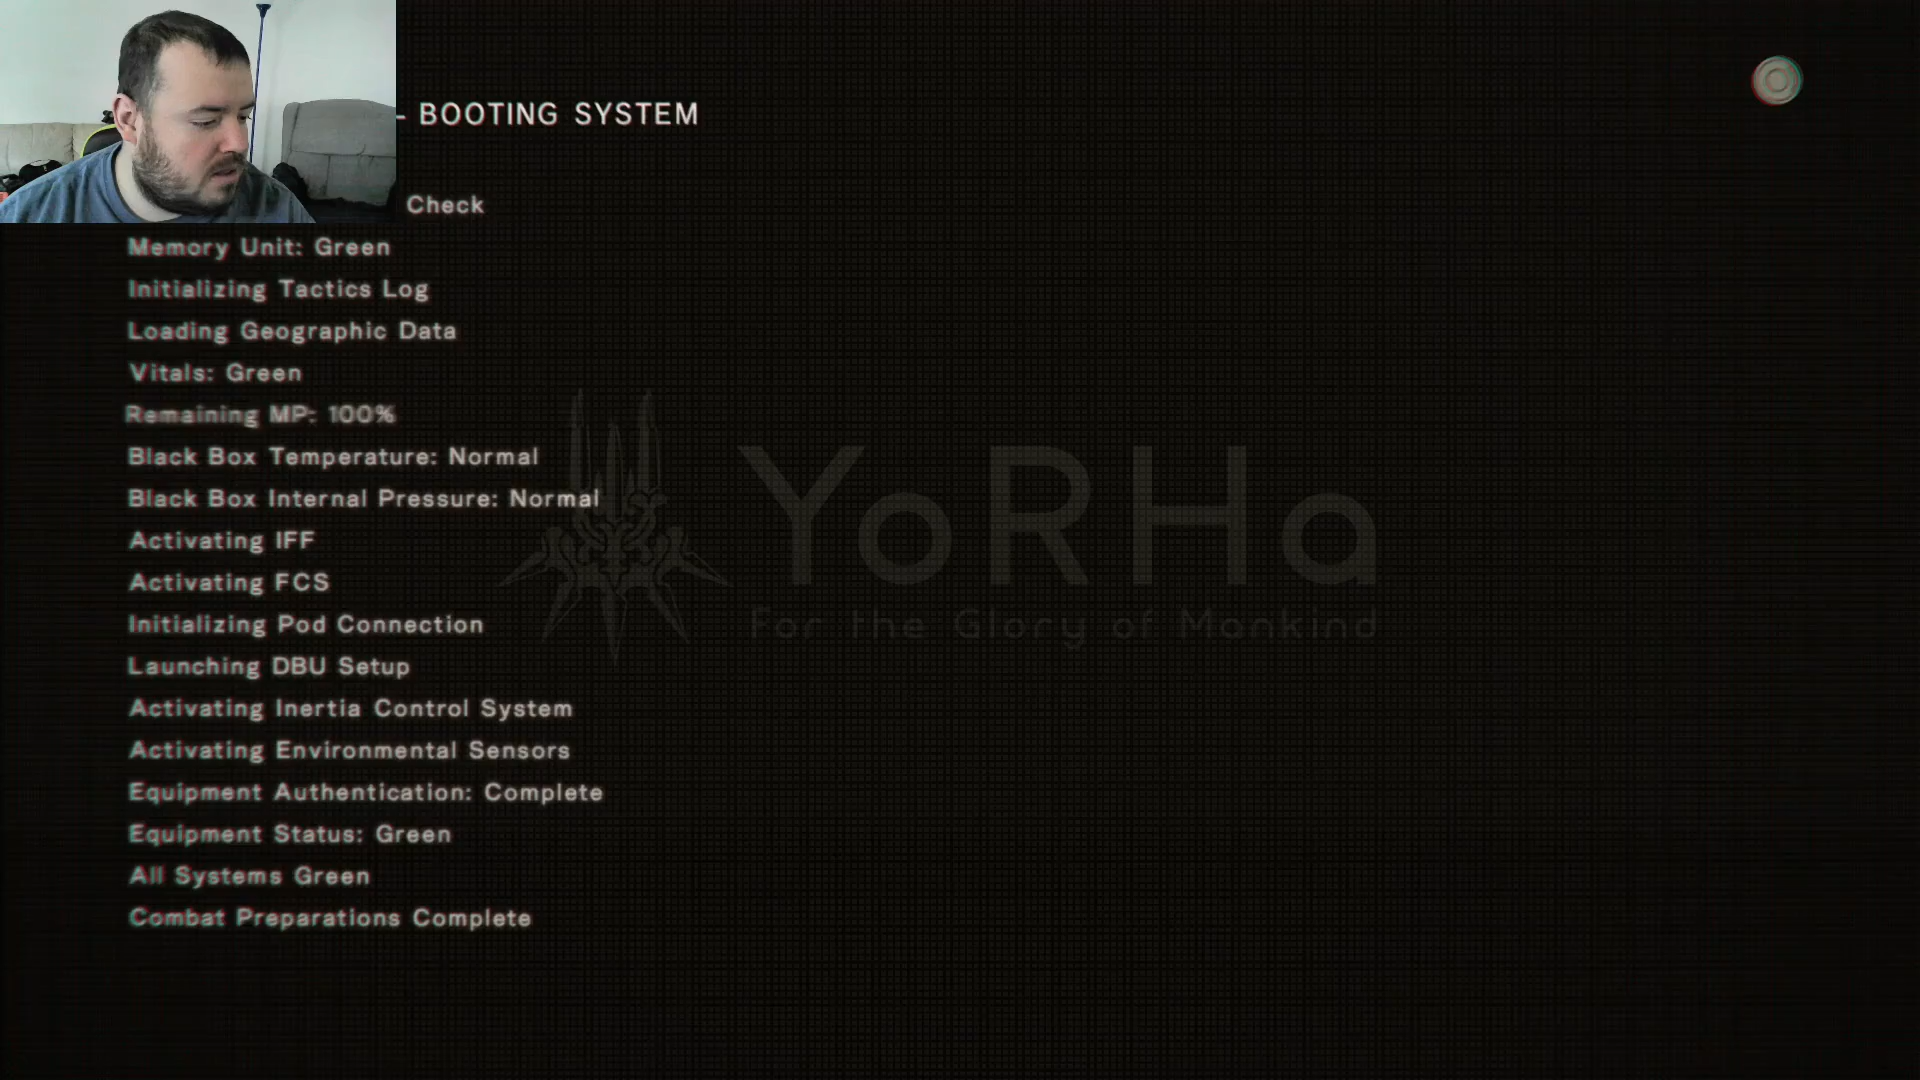 - BOOTING SYSTEM
Check
Memory Unit: Green
Initializing Tactics Log
Loading Geographic Data
Vitals: Green
Remaining MP: 100%
Black Box Temperature: Normal
Black Box Internal Pressure: Normal
Activating IFF
Activating FCS
Initializing Pod Connection
Launching DBU Setup
Activating Inertia Control System
Activating Environmental Sensors
Equipment Authentication: Complete
Equipment Status: Green
All Systems Green
Combat Preparations Complete
YoRHa
For the Glory of Mankind